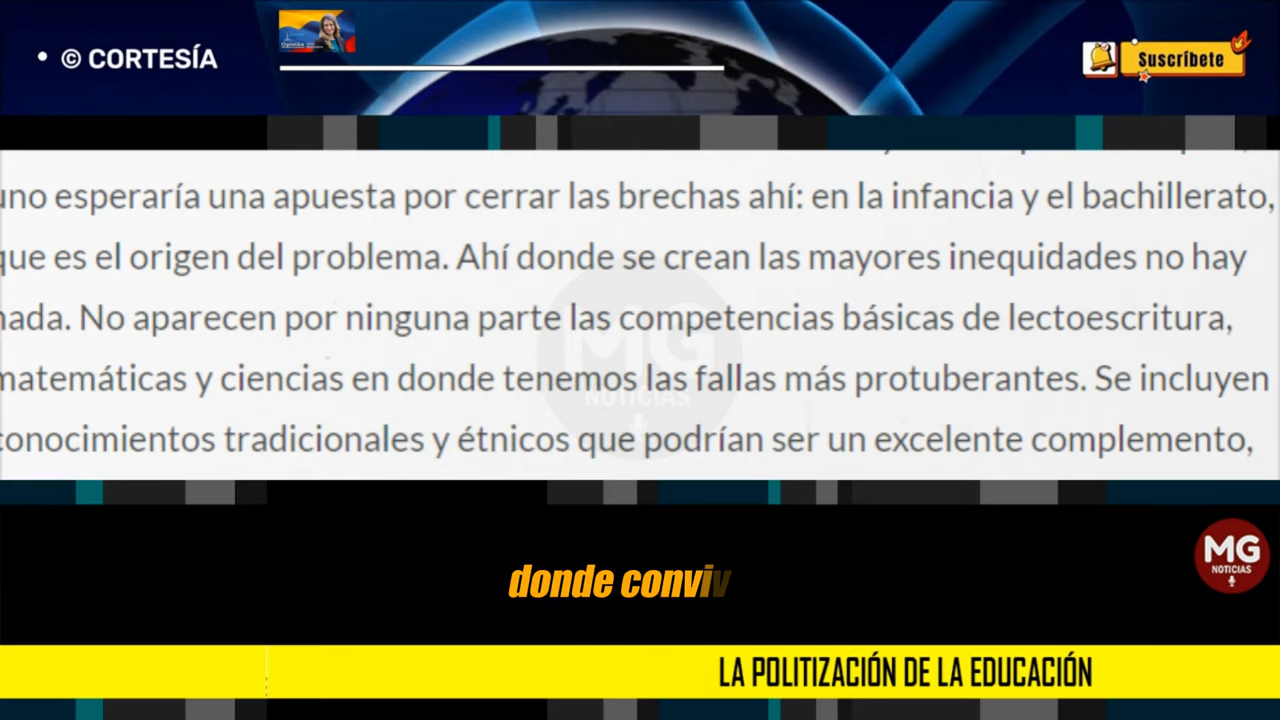 • © CORTESÍA
Opinión
Suscríbete
uno esperaría una apuesta por cerrar las brechas ahí: en la infancia y el bachillerato,
que es el origen del problema. Ahí donde se crean las mayores inequidades no hay
nada. No aparecen por ninguna parte las competencias básicas de lectoescritura,
matemáticas y ciencias en donde tenemos las fallas más protuberantes. Se incluyen
conocimientos tradicionales y étnicos que podrían ser un excelente complemento,
MG
NOTICIAS
donde conviv
MG
NOTICIAS
LA POLITIZACIÓN DE LA EDUCACIÓN